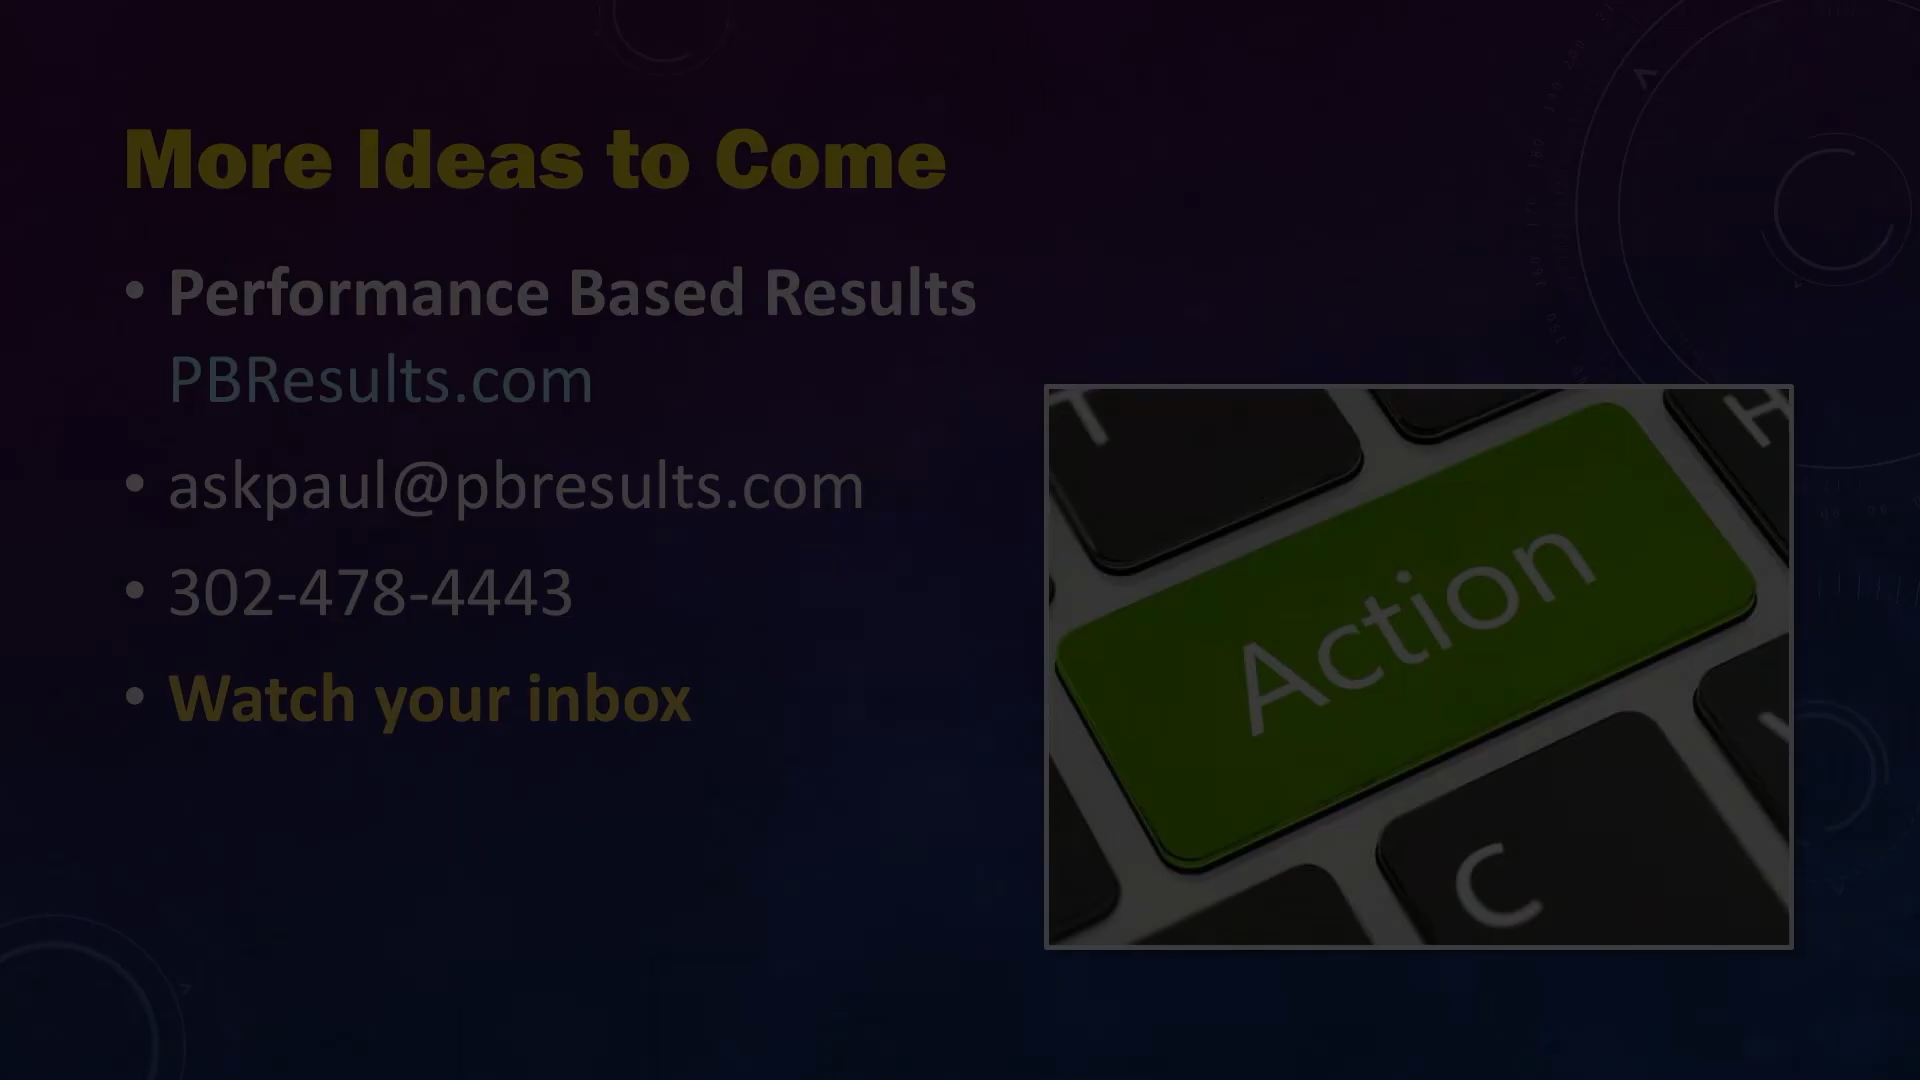 More Ideas to Come
• Performance Based Results
PBResults.com
• askpaul@pbresults.com
• 302-478-4443
• Watch your inbox
T
H
Action
C